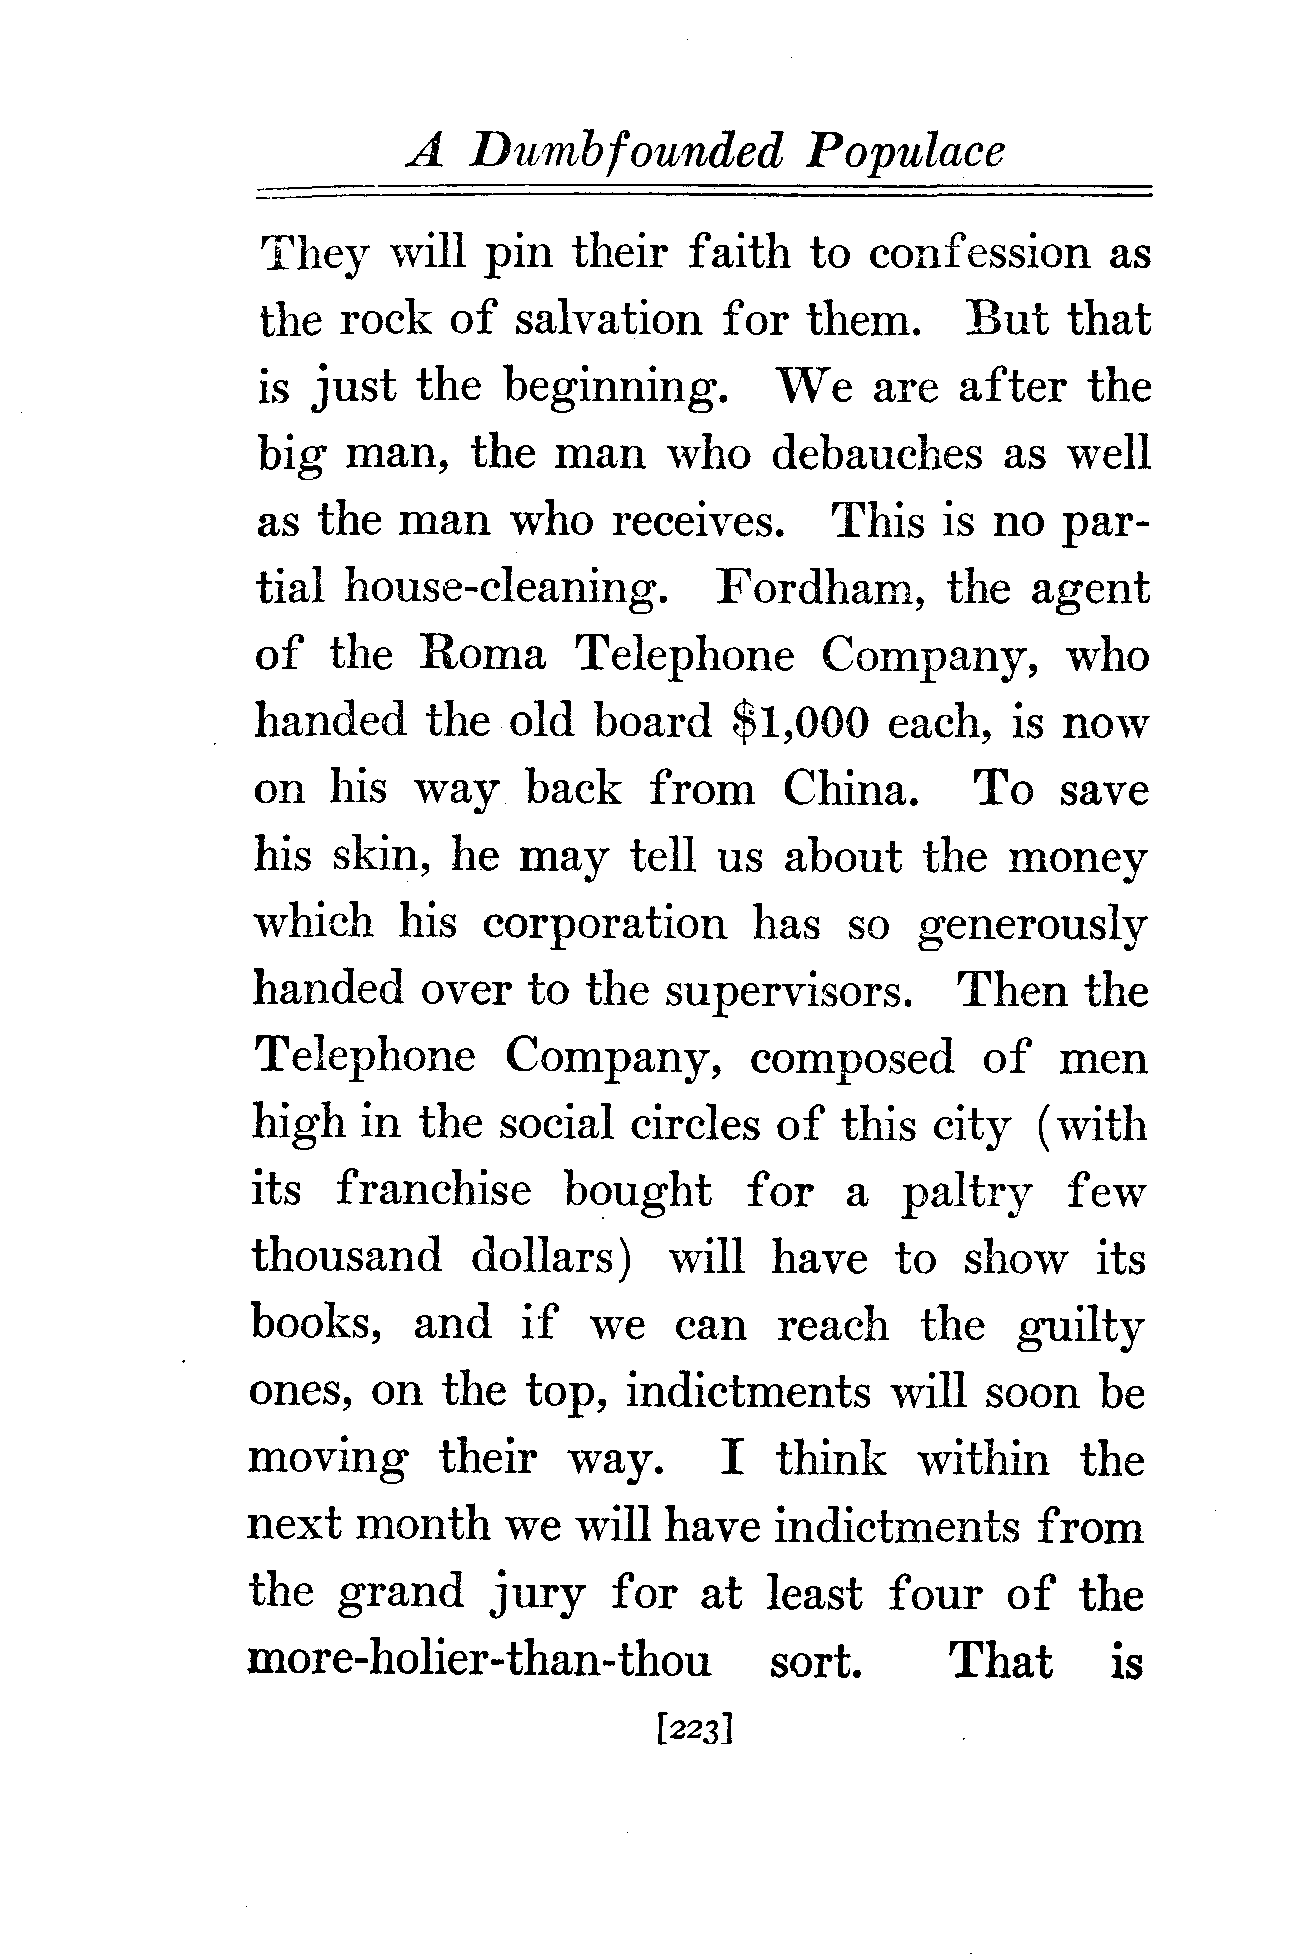 A Dumbfounded Populace
They will pin their faith to confession as
the rock of salvation for them. But that
is just the beginning. We are after the
big man, the man who debauches as well
as the man who receives. This is no par-
tial house-cleaning. Fordham, the agent
of the Roma Telephone Company, who
handed the old board $1,000 each, is now
on his way back from China. To save
his skin, he may tell us about the money
which his corporation has so generously
handed over to the supervisors. Then the
Telephone Company, composed of men
high in the social circles of this city (with
its franchise bought for a paltry few
thousand dollars) will have to show its
books, and if we can reach the guilty
ones, on the top, indictments will soon be
moving their way. I think within the
next month we will have indictments from
the grand jury for at least four of the
more-holier-than-thou sort. That is
[223]